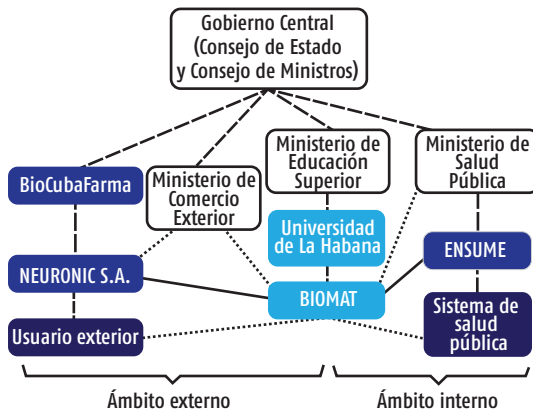 Gobierno Central
(Consejo de Estado
y Consejo de Ministros)
BioCubaFarma
Ministerio de
Comercio
Exterior
Ministerio de
Educación
Superior
Ministerio de
Salud
Pública
Universidad
de La Habana
ENSUME
NEURONIC S.A.
BIOMAT
Usuario exterior
Sistema de
salud
pública
Ámbito externo
Ámbito interno